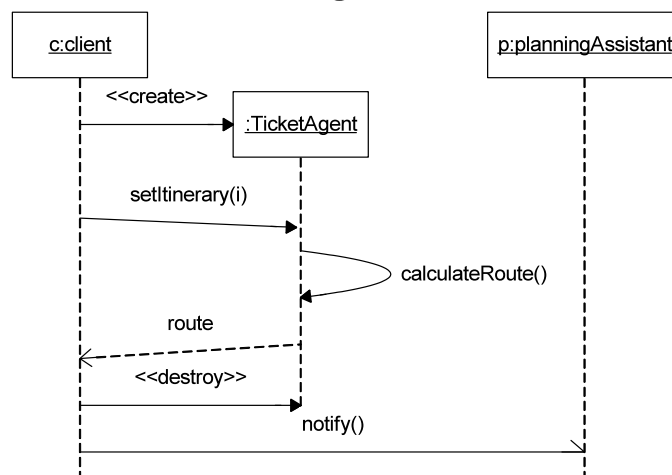 c:client
p:planningAssistant
<<create>>
:TicketAgent
setItinerary(i)
calculateRoute()
route
<<destroy>>
notify()